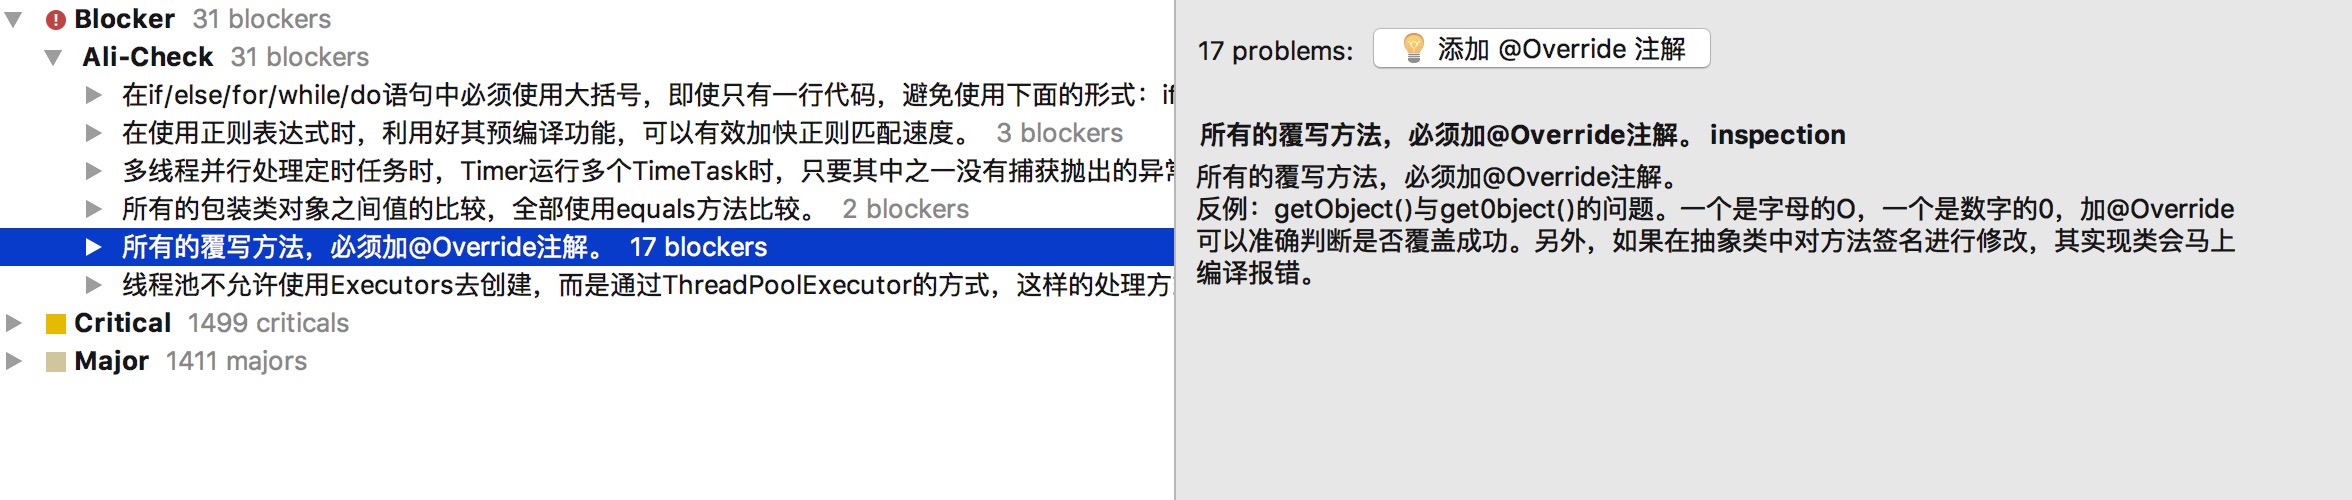 Blocker 31 blockers
Ali-Check 31 blockers
在if/else/for/while/do语句中必须使用大括号，即使只有一行代码，避免使用下面的形式：if
在使用正则表达式时，利用好其预编译功能，可以有效加快正则匹配速度。 3 blockers
多线程并行处理定时任务时，Timer运行多个TimeTask时，只要其中之一没有捕获抛出的异常
所有的包装类对象之间值的比较，全部使用equals方法比较。 2 blockers
所有的覆写方法，必须加@Override注解。 17 blockers
线程池不允许使用Executors去创建，而是通过ThreadPoolExecutor的方式，这样的处理方
Critical 1499 criticals
Major 1411 majors
17 problems: 添加 @Override 注解
所有的覆写方法，必须加@Override注解。 inspection
所有的覆写方法，必须加@Override注解。
反例：getObject()与get0bject()的问题。一个是字母的O，一个是数字的0，加@Override
可以准确判断是否覆盖成功。另外，如果在抽象类中对方法签名进行修改，其实现类会马上
编译报错。